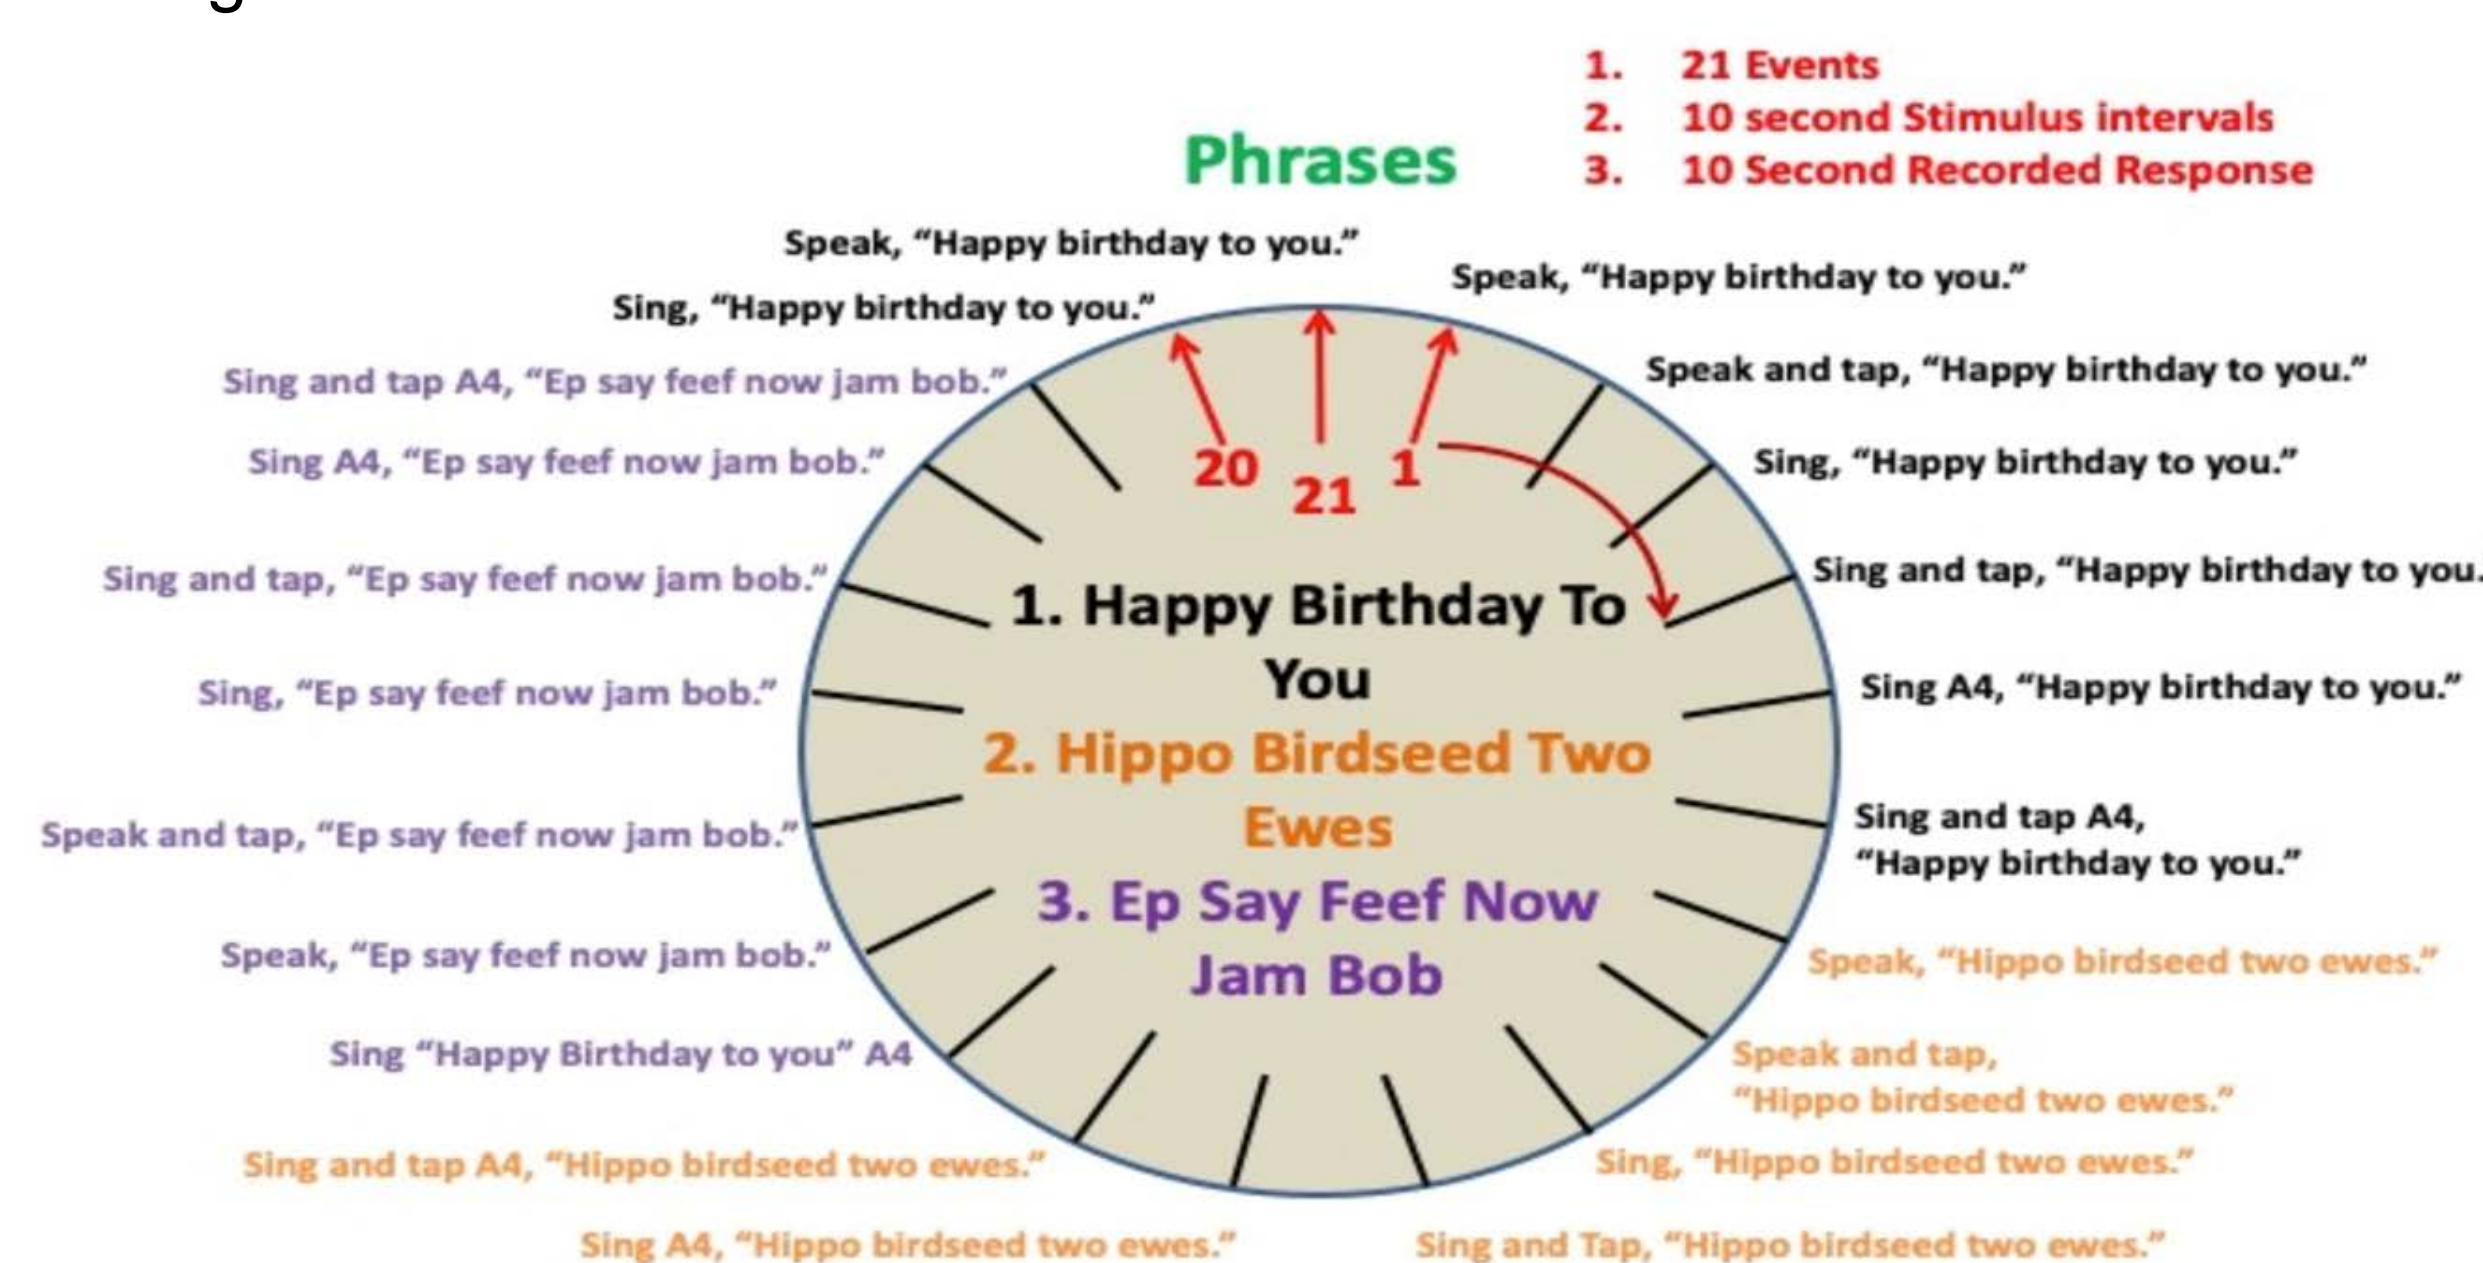 1. 21 Events
2. 10 second Stimulus intervals
3. 10 Second Recorded Response
Phrases
Speak, “Happy birthday to you.”
Speak, “Happy birthday to you.”
Sing, “Happy birthday to you.”
Speak and tap, “Happy birthday to you.”
Sing and tap A4, “Ep say feef now jam bob.”
Sing, “Happy birthday to you.”
Sing A4, “Ep say feef now jam bob.”
20
21
1
Sing and tap, “Happy birthday to you.
Sing and tap, “Ep say feef now jam bob.”
1. Happy Birthday To
You
2. Hippo Birdseed Two
Ewes
3. Ep Say Feef Now
Jam Bob
Sing A4, “Happy birthday to you.”
Sing, “Ep say feef now jam bob.”
Sing and tap A4,
“Happy birthday to you.”
Speak and tap, “Ep say feef now jam bob.”
Speak, “Hippo birdseed two ewes.”
Speak, “Ep say feef now jam bob.”
Speak and tap,
“Hippo birdseed two ewes.”
Sing “Happy Birthday to you” A4
Sing, “Hippo birdseed two ewes.”
Sing and tap A4, “Hippo birdseed two ewes.”
Sing and Tap, “Hippo birdseed two ewes.”
Sing A4, “Hippo birdseed two ewes.”